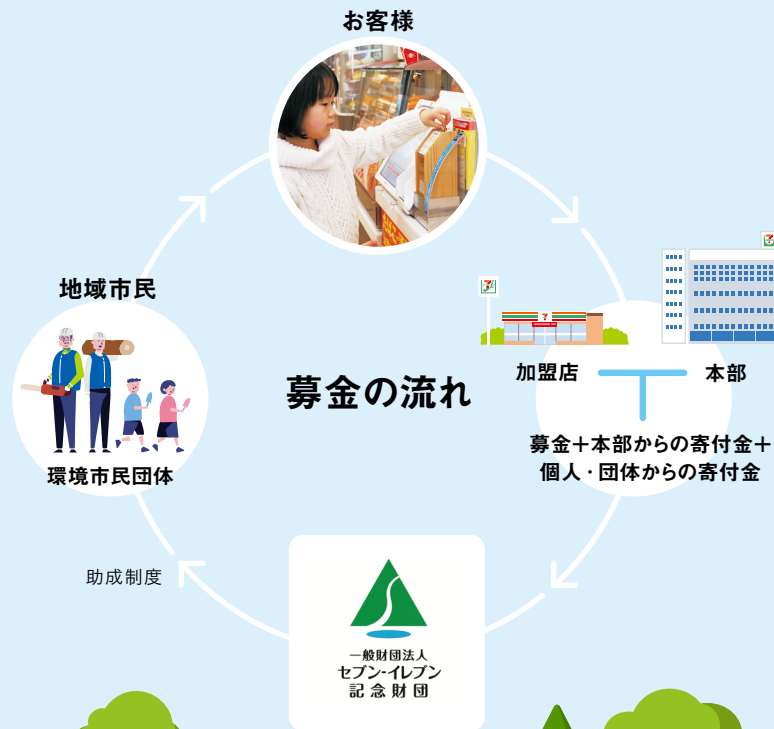 お客様
地域市民
環境市民団体
募金の流れ
加盟店
本部
募金＋本部からの寄付金＋
個人・団体からの寄付金
助成制度
一般財団法人
セブン-イレブン
記念財団